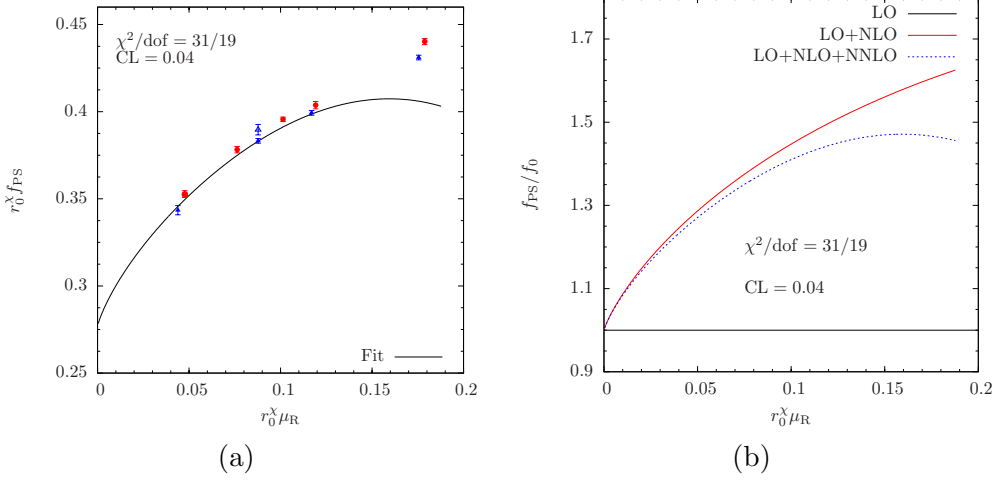 0.45
0.4
0.35
0.3
0.25
0
0.05
0.1
0.15
0.2
r₀^χ f_PS
r₀^χ μ_R
χ²/dof = 31/19
CL = 0.04
Fit
(a)
1.7
1.5
1.3
1.1
0.9
0
0.05
0.1
0.15
0.2
f_PS/f₀
r₀^χ μ_R
LO
LO+NLO
LO+NLO+NNLO
χ²/dof = 31/19
CL = 0.04
(b)